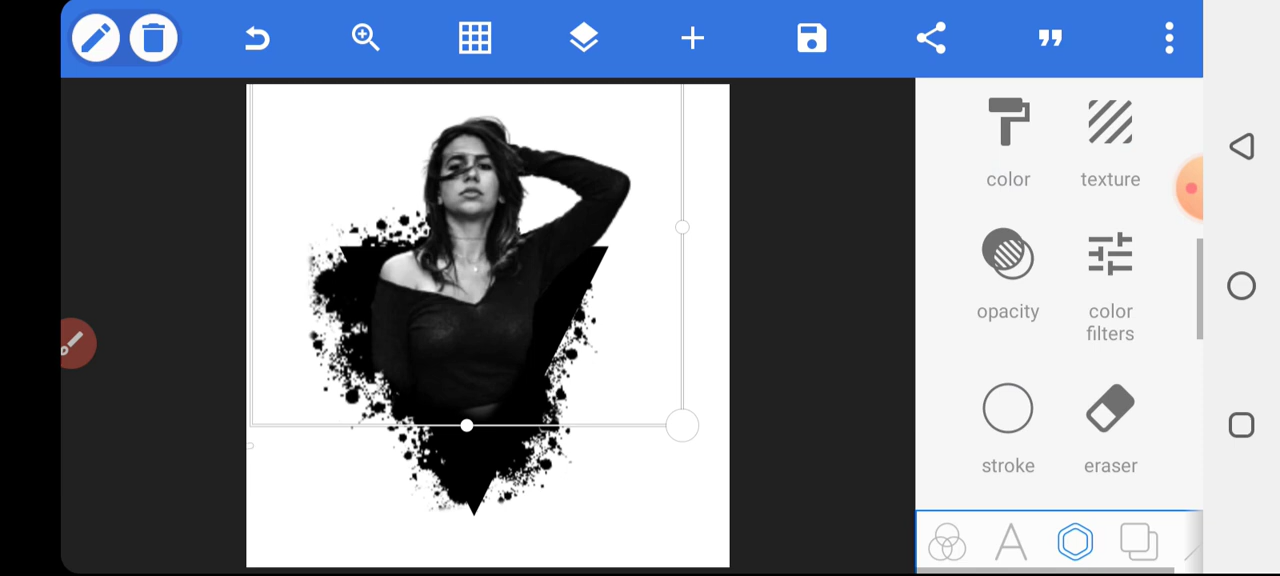 color
texture
opacity
color
filters
stroke
eraser